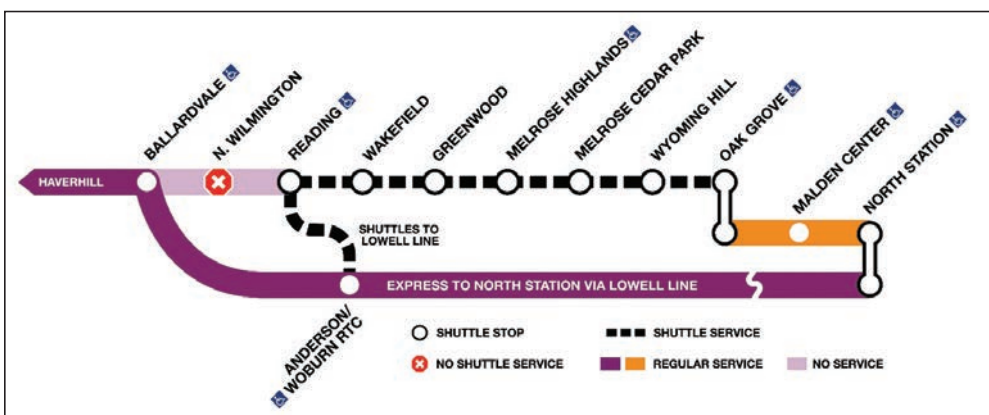 BALLARDVALE
N. WILMINGTON
READING
WAKEFIELD
GREENWOOD
MELROSE HIGHLANDS
MELROSE CEDAR PARK
WYOMING HILL
OAK GROVE
MALDEN CENTER
NORTH STATION
HAVERHILL
SHUTTLES TO
LOWELL LINE
EXPRESS TO NORTH STATION VIA LOWELL LINE
ANDERSON/
WOBURN RTC
SHUTTLE STOP
SHUTTLE SERVICE
NO SHUTTLE SERVICE
REGULAR SERVICE
NO SERVICE